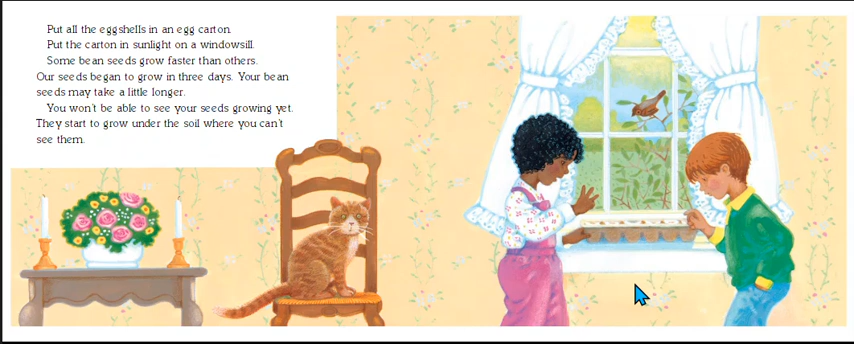 Put all the eggshells in an egg carton.
Put the carton in sunlight on a windowsill.
Some bean seeds grow faster than others.
Our seeds began to grow in three days. Your bean
seeds may take a little longer.
You won't be able to see your seeds growing yet.
They start to grow under the soil where you can't
see them.